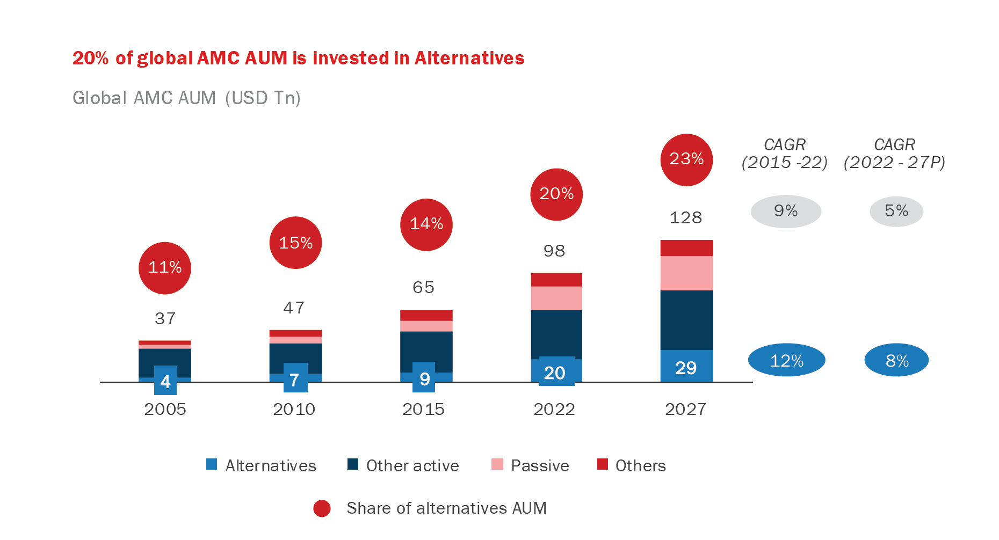 20% of global AMC AUM is invested in Alternatives
Global AMC AUM (USD Tn)
CAGR
(2015 -22)
CAGR
(2022 - 27P)
11%
15%
14%
20%
23%
9%
5%
37
47
65
98
128
4
7
9
20
29
12%
8%
2005
2010
2015
2022
2027
Alternatives
Other active
Passive
Others
Share of alternatives AUM